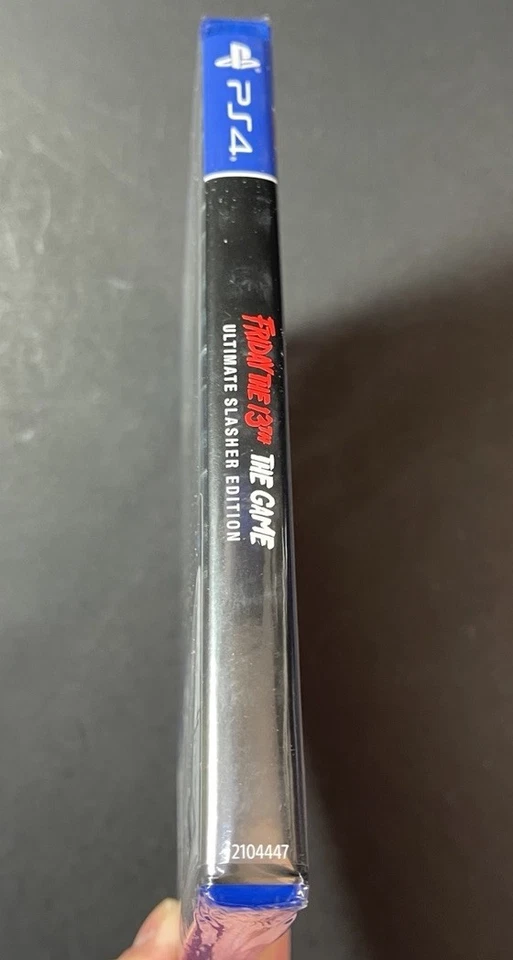 PS4
FRIDAY THE 13TH THE GAME
ULTIMATE SLASHER EDITION
2104447